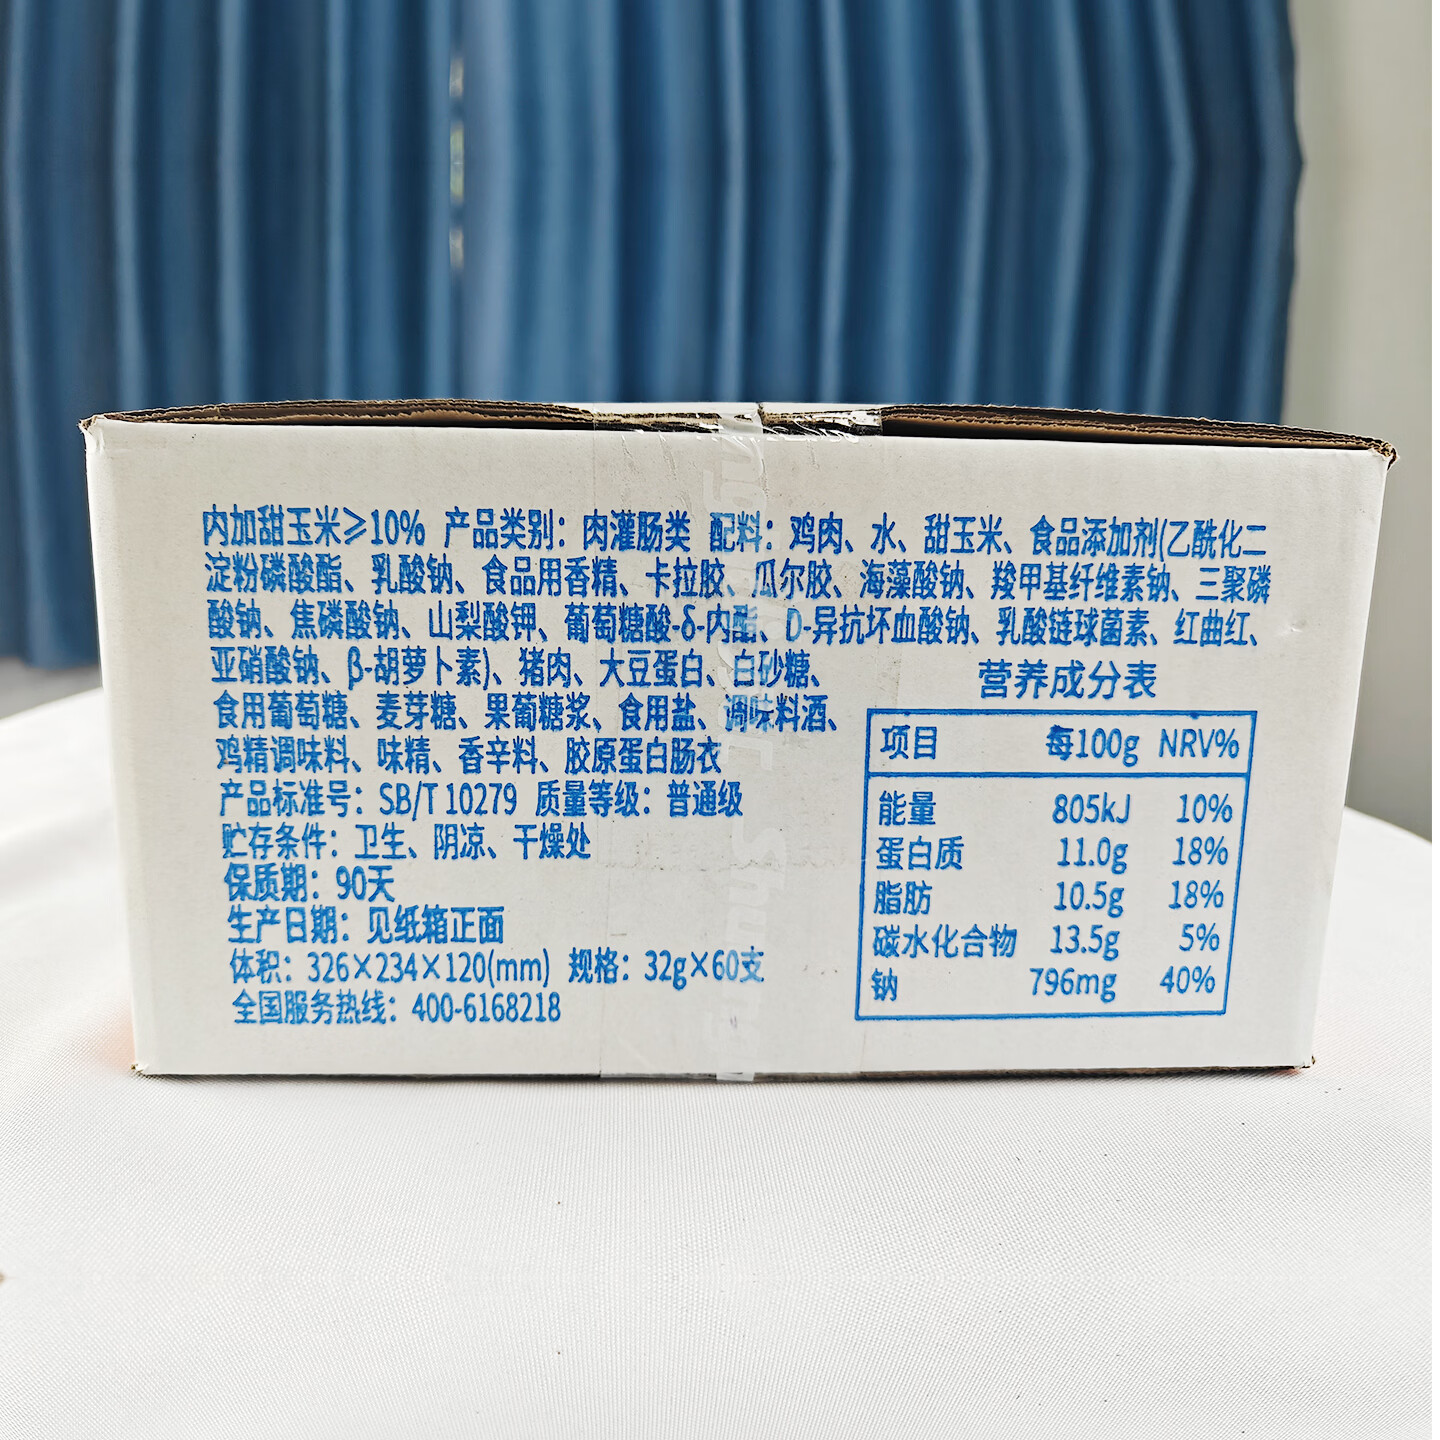 内加甜玉米≥10% 产品类别：肉灌肠类 配料：鸡肉、水、甜玉米、食品添加剂(乙酰化二
淀粉磷酸酯、乳酸钠、食品用香精、卡拉胶、瓜尔胶、海藻酸钠、羧甲基纤维素钠、三聚磷
酸钠、焦磷酸钠、山梨酸钾、葡萄糖酸-δ-内酯、D-异抗坏血酸钠、乳酸链球菌素、红曲红、
亚硝酸钠、β-胡萝卜素)、猪肉、大豆蛋白、白砂糖、
食用葡萄糖、麦芽糖、果葡糖浆、食用盐、调味料酒、
鸡精调味料、味精、香辛料、胶原蛋白肠衣
产品标准号：SB/T 10279 质量等级：普通级
贮存条件：卫生、阴凉、干燥处
保质期：90天
生产日期：见纸箱正面
体积：326×234×120(mm) 规格：32g×60支
全国服务热线：400-6168218
营养成分表
项目 每100g NRV%
能量 805kJ 10%
蛋白质 11.0g 18%
脂肪 10.5g 18%
碳水化合物 13.5g 5%
钠 796mg 40%